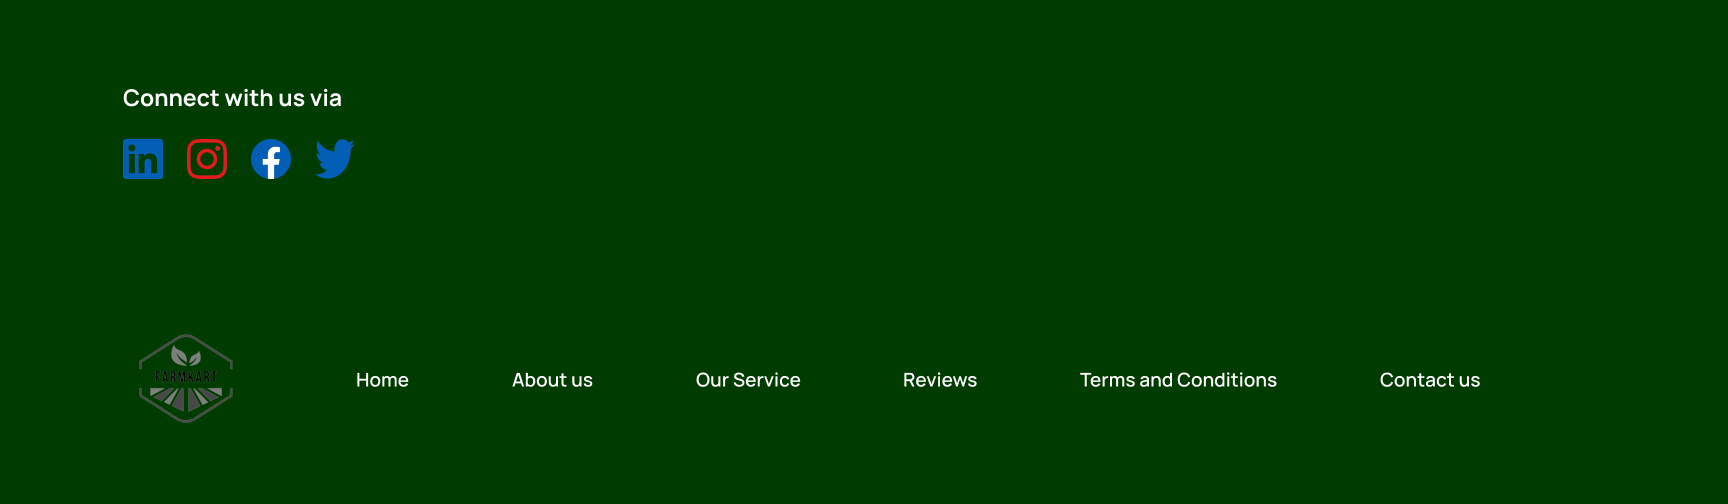 Connect with us via
FARMKART
Home About us Our Service Reviews Terms and Conditions Contact us